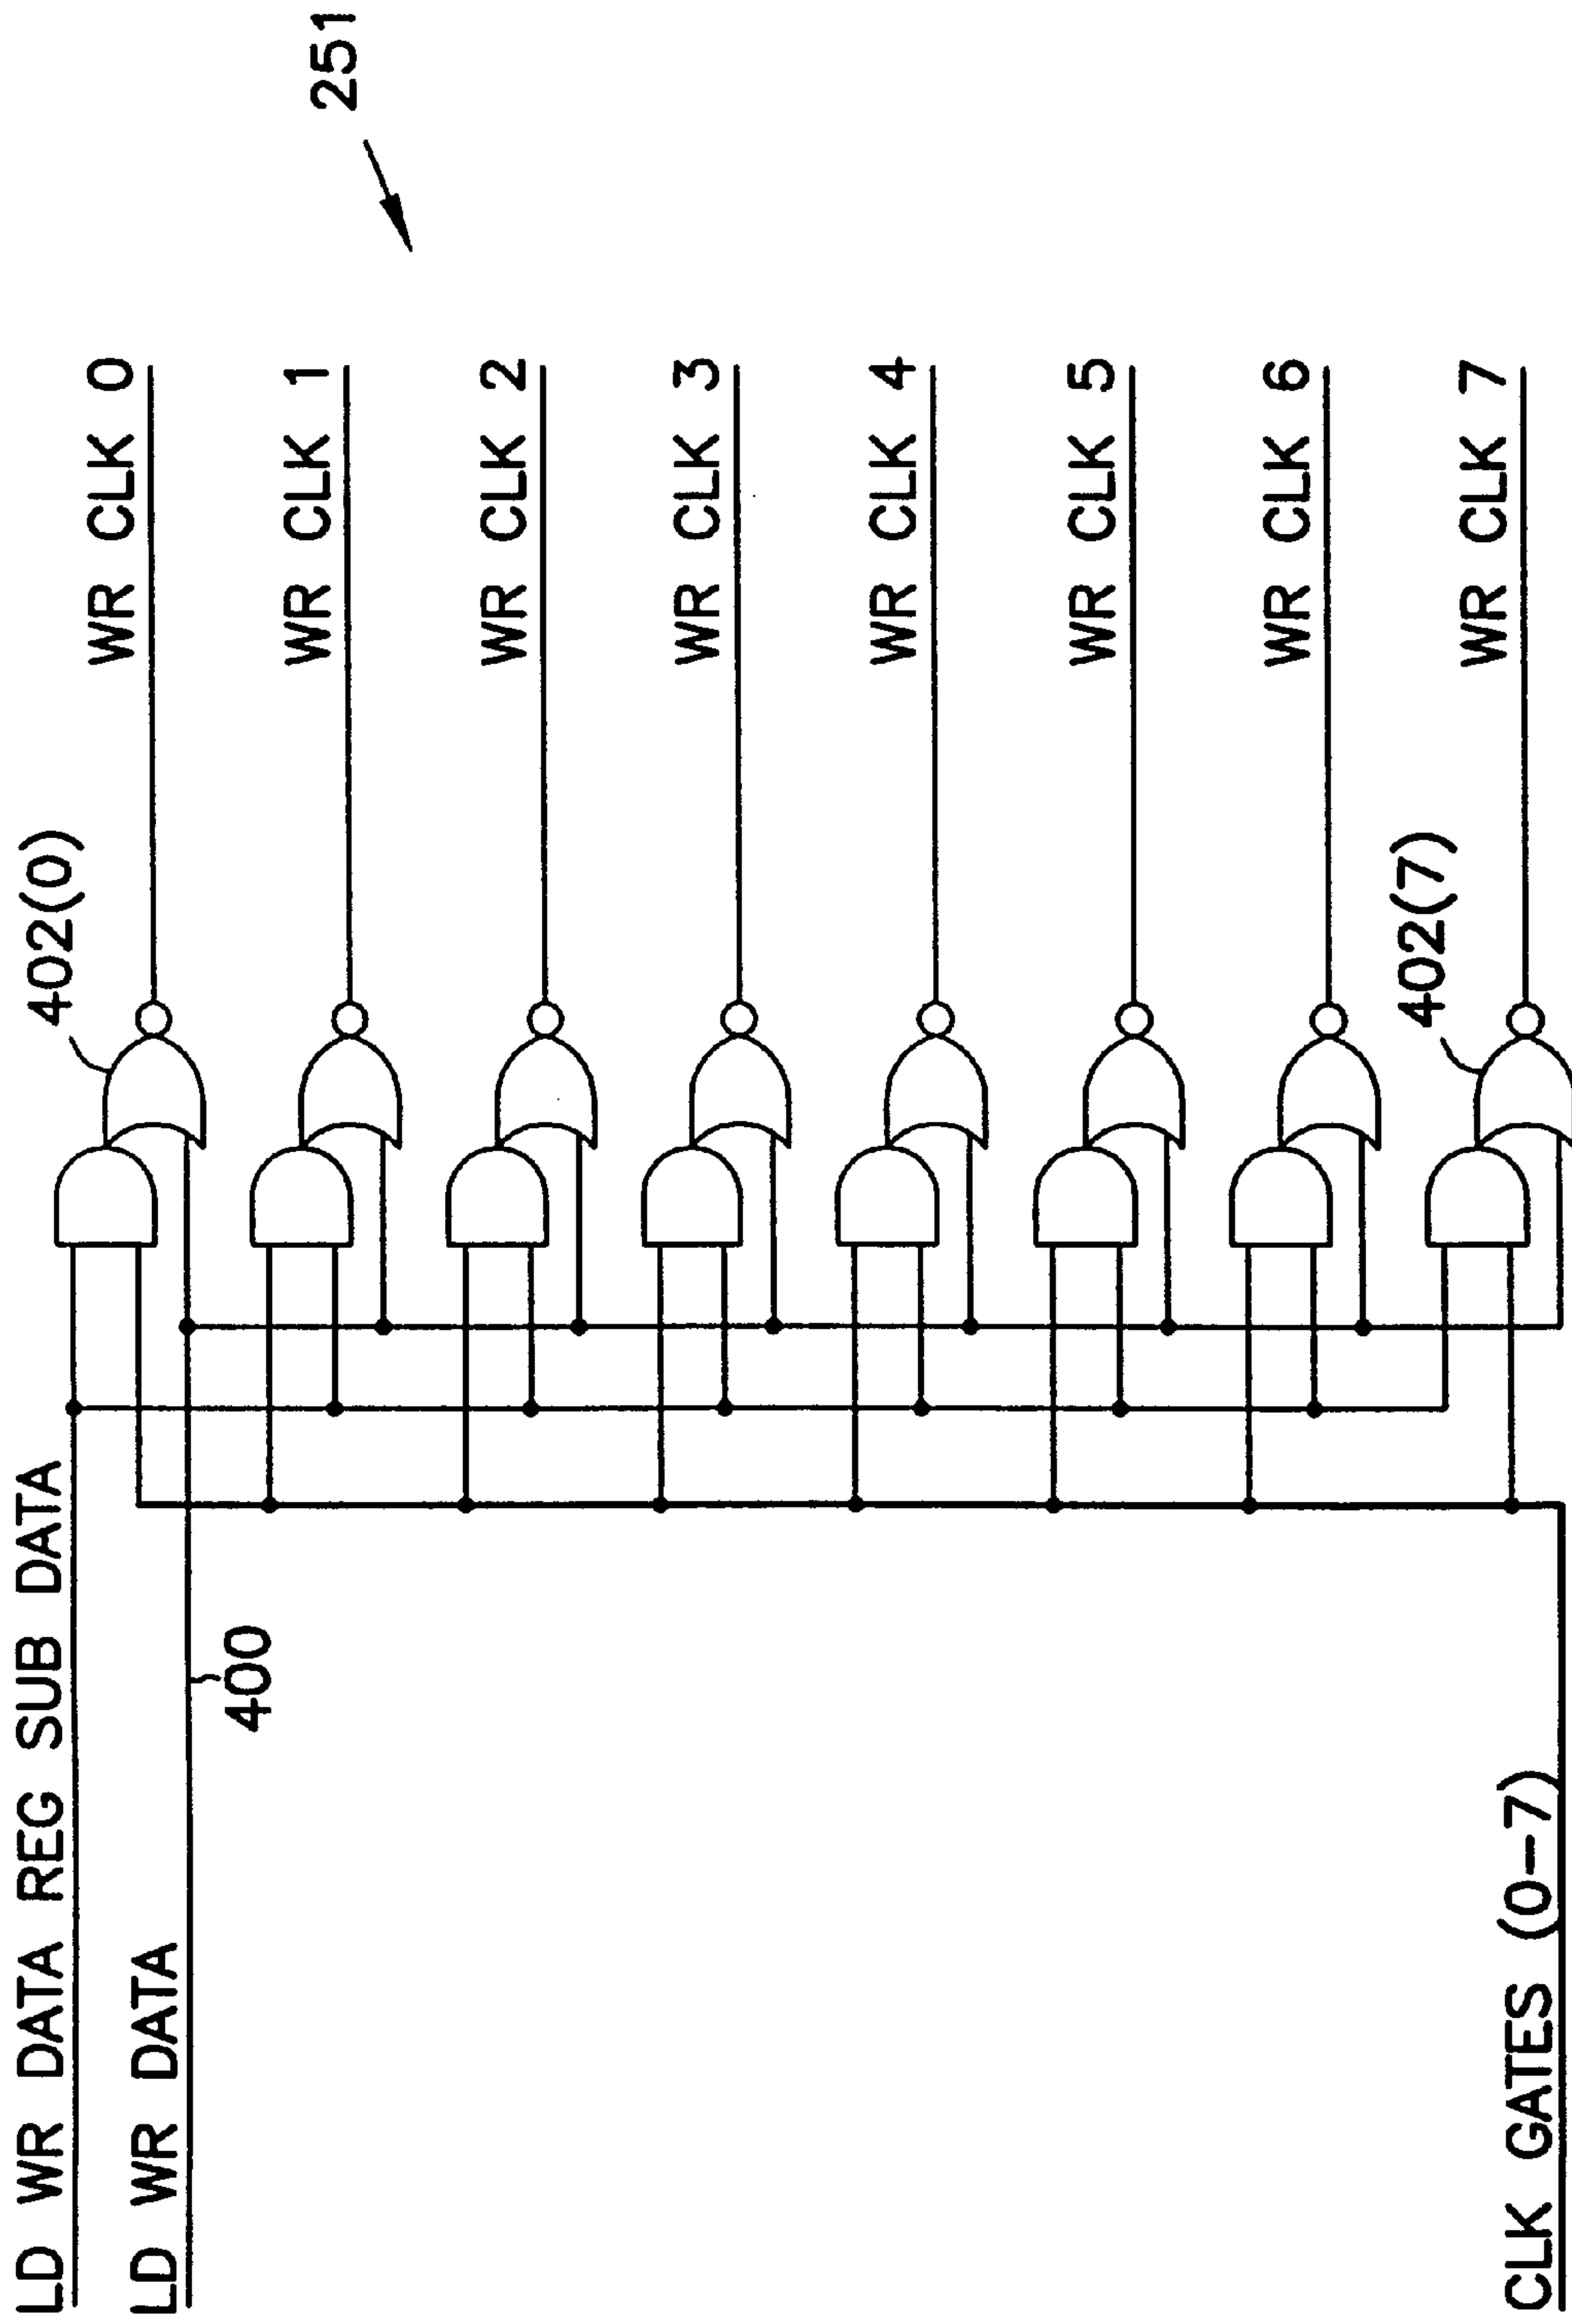 LD WR DATA REG SUB DATA
LD WR DATA
400
CLK GATES (0-7)
402(0)
402(7)
WR CLK 0
WR CLK 1
WR CLK 2
WR CLK 3
WR CLK 4
WR CLK 5
WR CLK 6
WR CLK 7
251